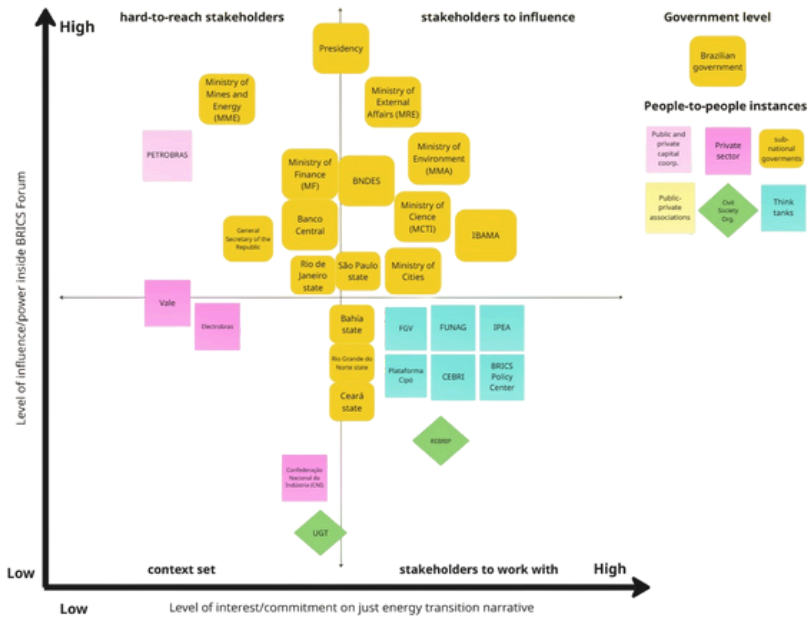 hard-to-reach stakeholders
stakeholders to influence
Government level
High
Presidency
Brazilian
government
Ministry of
Mines and
Energy
(MME)
Ministry of
External
Affairs (MRE)
People-to-people instances
Public and
private
capital
coorp.
Private
sector
sub-
national
goverments
PETROBRAS
Ministry of
Finance
(MF)
BNDES
Ministry of
Environment
(MMA)
Public-
private
associations
Civil
Society
Org.
Think
tanks
General
Secretary of the
Republic
Banco
Central
Ministry of
Cience
(MCTI)
IBAMA
Rio de
Janeiro
state
São Paulo
state
Ministry of
Cities
Level of influence/power inside BRICS Forum
Vale
Electrobras
Bahia
state
FGV
FUNAG
IPEA
Rio Grande do
Norte state
Plataforma
Cipó
CEBRI
BRICS
Policy
Center
Ceará
state
REBRIP
Confederação
Nacional da
Indústria (CNI)
UGT
Low
context set
stakeholders to work with
High
Low
Level of interest/commitment on just energy transition narrative